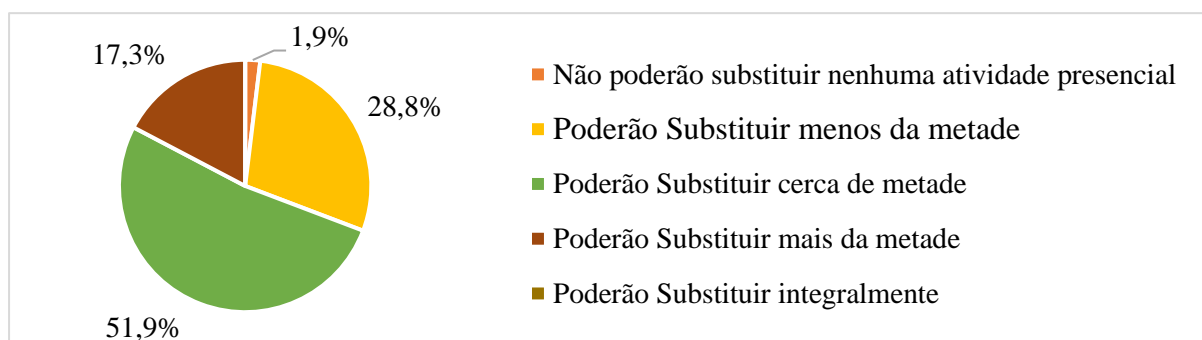 1,9%
17,3%
28,8%
51,9%
Não poderão substituir nenhuma atividade presencial
Poderão Substituir menos da metade
Poderão Substituir cerca de metade
Poderão Substituir mais da metade
Poderão Substituir integralmente